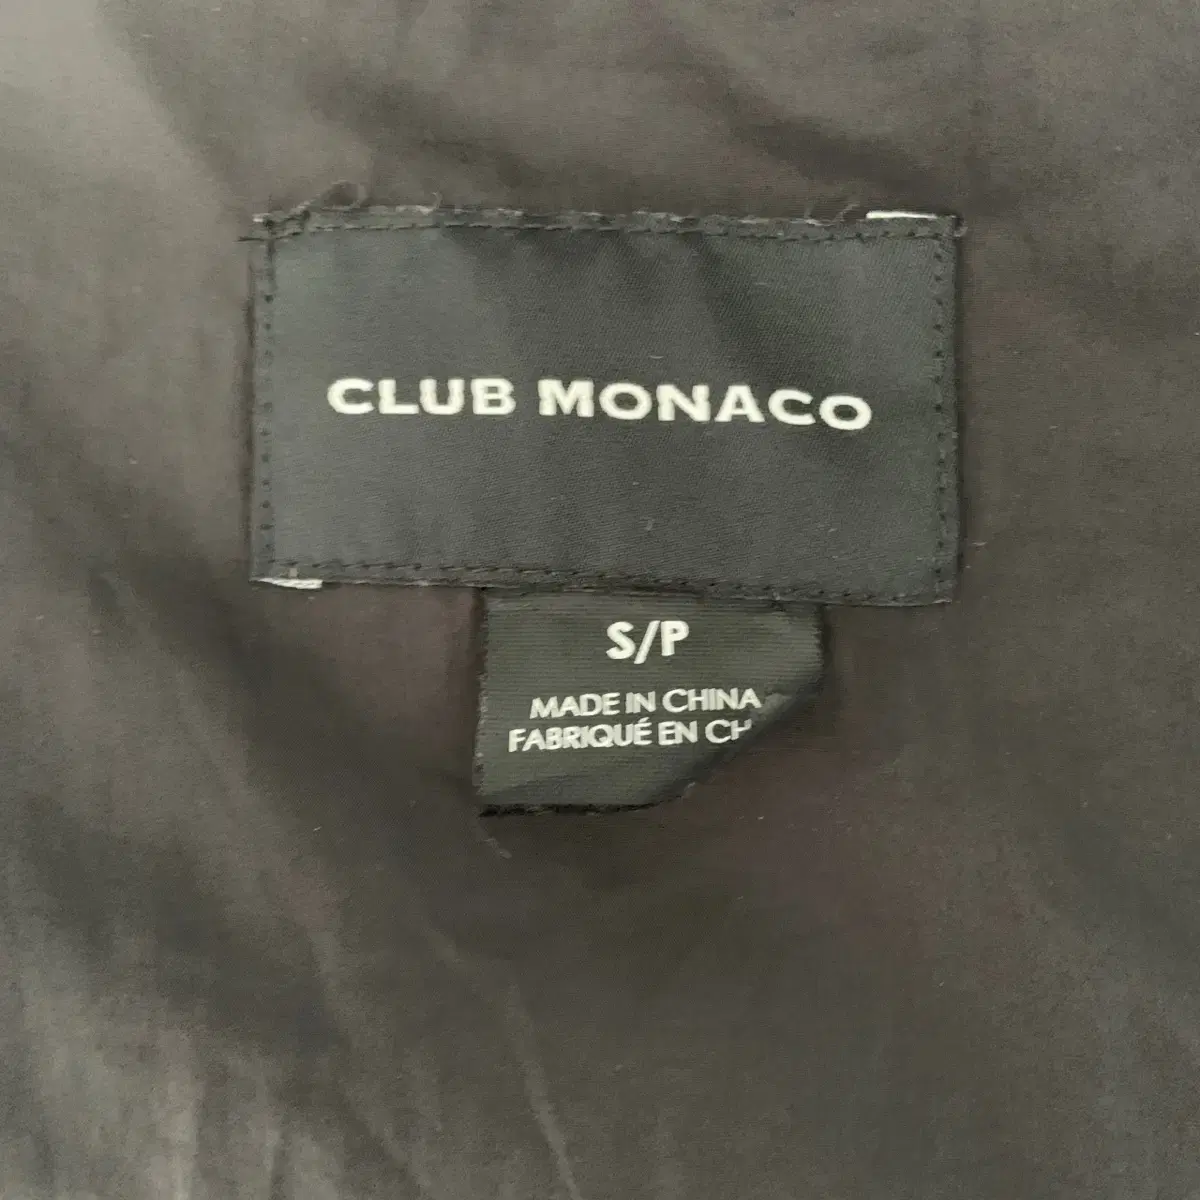 CLUB MONACO
S/P
MADE IN CHINA
FABRIQUÉ EN CH